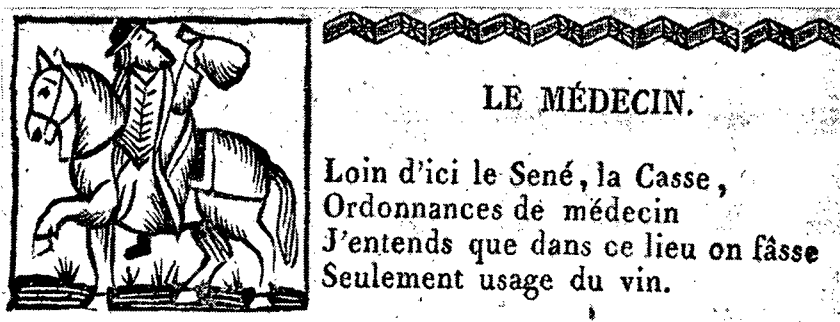 LE MÉDECIN.
Loin d'ici le Sené, la Casse,
Ordonnances de médecin
J'entends que dans ce lieu on fâsse
Seulement usage du vin.